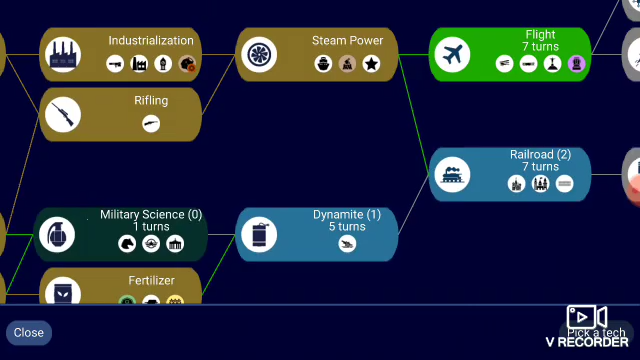 Industrialization
Steam Power
Flight
7 turns
Rifling
Railroad (2)
7 turns
Military Science (0)
1 turns
Dynamite (1)
5 turns
Fertilizer
Close
Pick a tech
V RECORDER